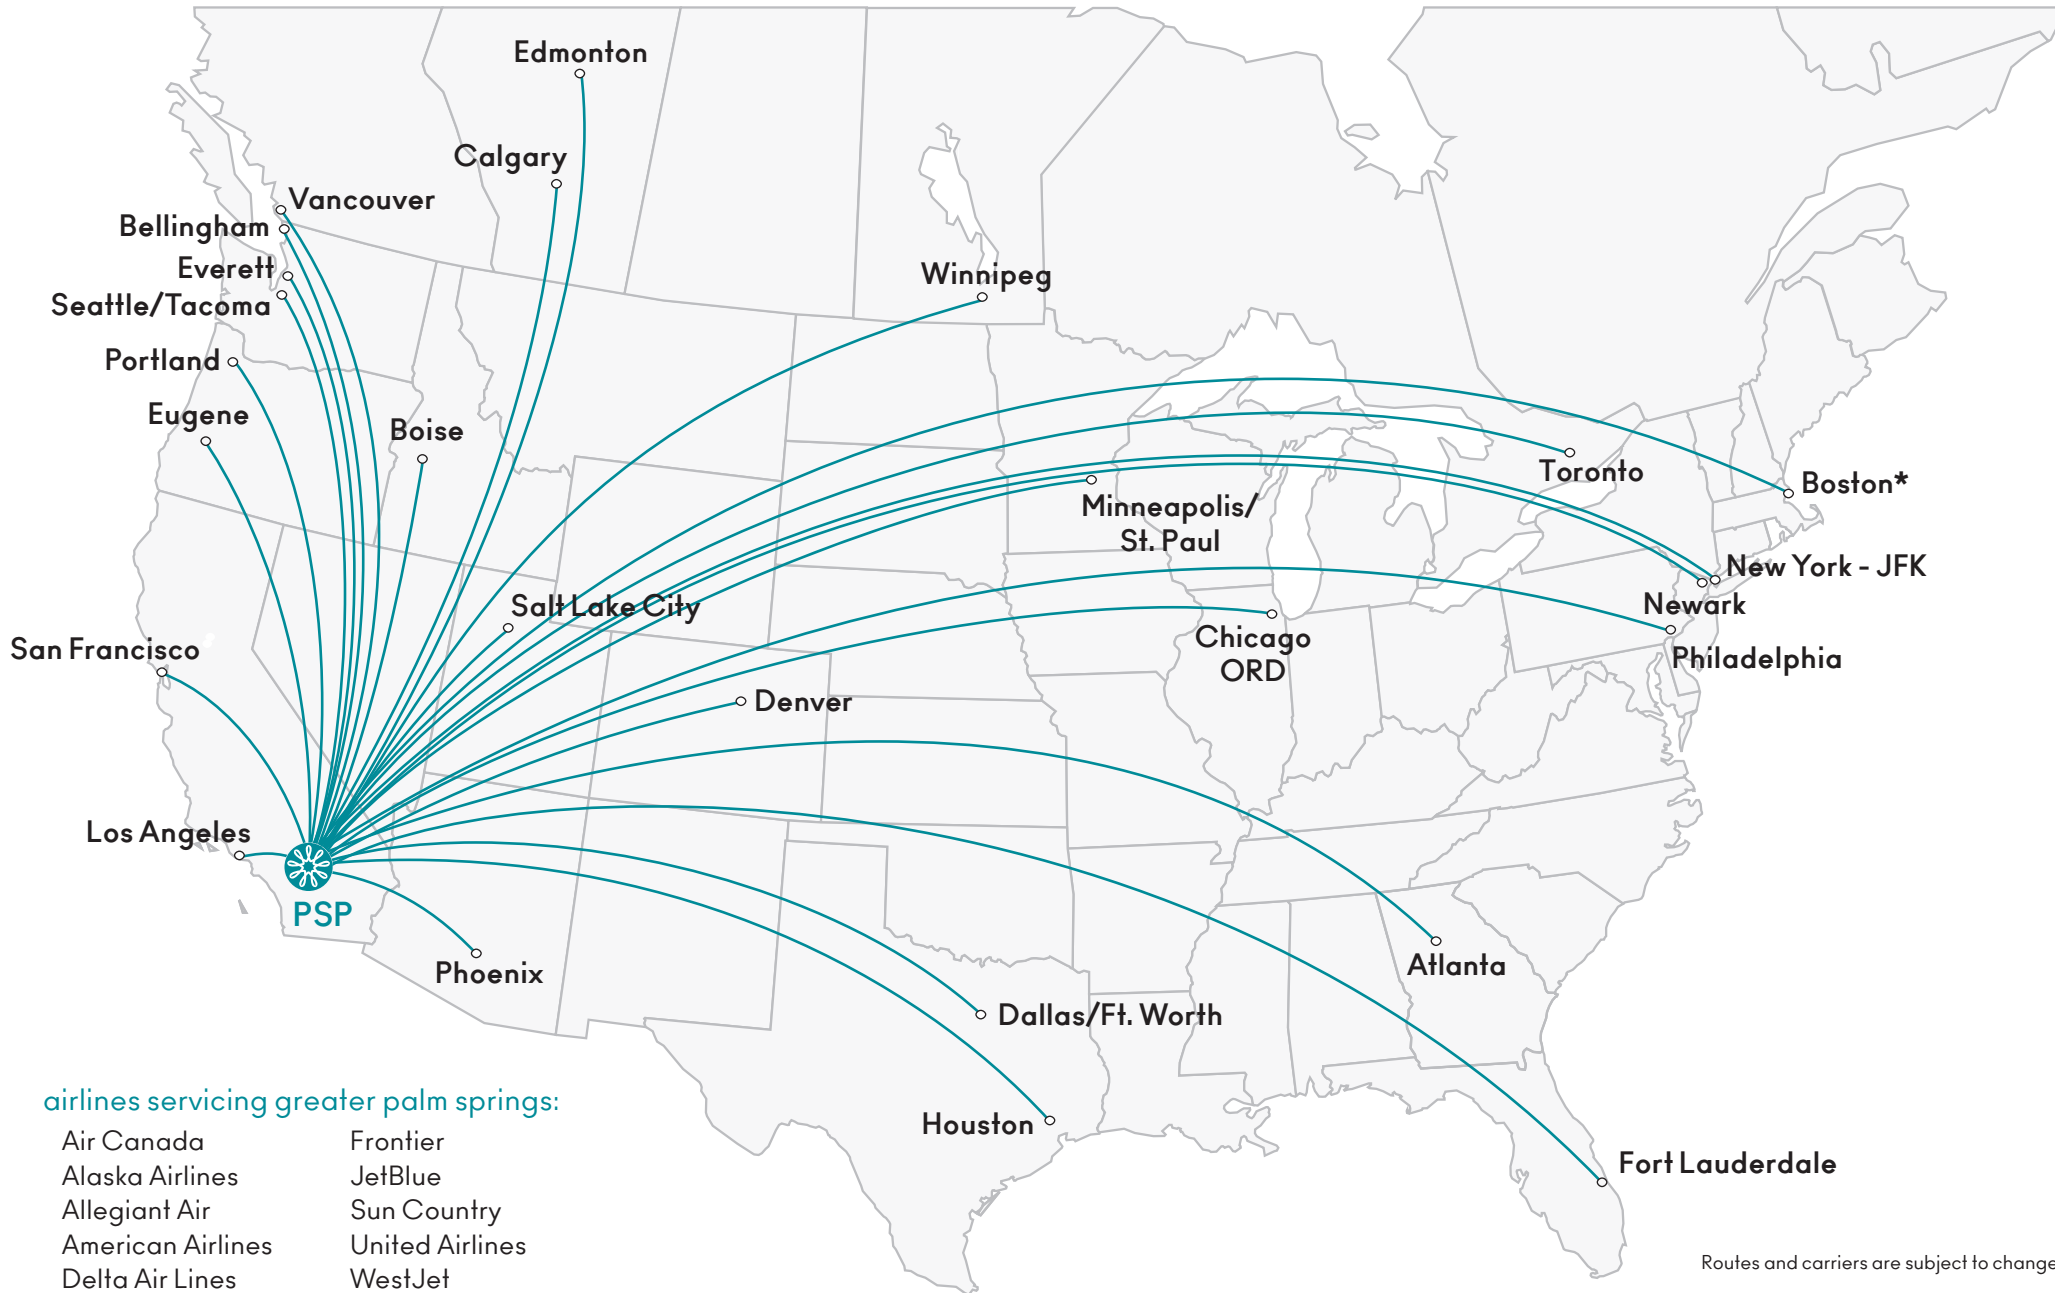 Edmonton
Calgary
Vancouver
Bellingham
Everett
Seattle/Tacoma
Winnipeg
Portland
Eugene
Boise
Toronto
Boston*
Minneapolis/
St. Paul
New York - JFK
Newark
Salt Lake City
Chicago
ORD
Philadelphia
San Francisco
Denver
Los Angeles
PSP
Phoenix
Atlanta
Dallas/Ft. Worth
Houston
Fort Lauderdale
airlines servicing greater palm springs:
Air Canada
Alaska Airlines
Allegiant Air
American Airlines
Delta Air Lines
Frontier
JetBlue
Sun Country
United Airlines
WestJet
Routes and carriers are subject to change